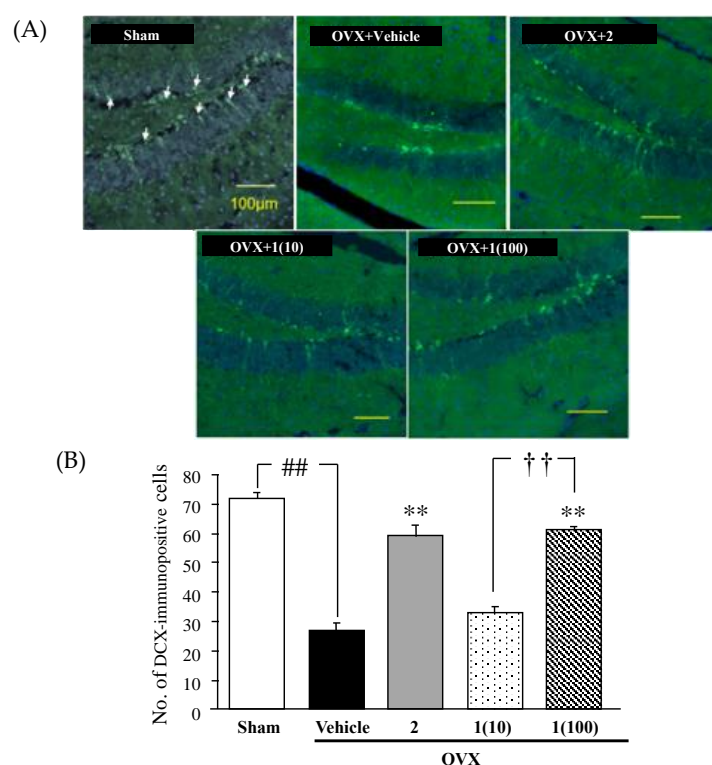 (A)
Sham
OVX+Vehicle
OVX+2
100μm
OVX+1(10)
OVX+1(100)
(B)
No. of DCX-immunopositive cells
80
70
60
50
40
30
20
10
0
##
**
† †
**
Sham
Vehicle
2
1(10)
1(100)
OVX